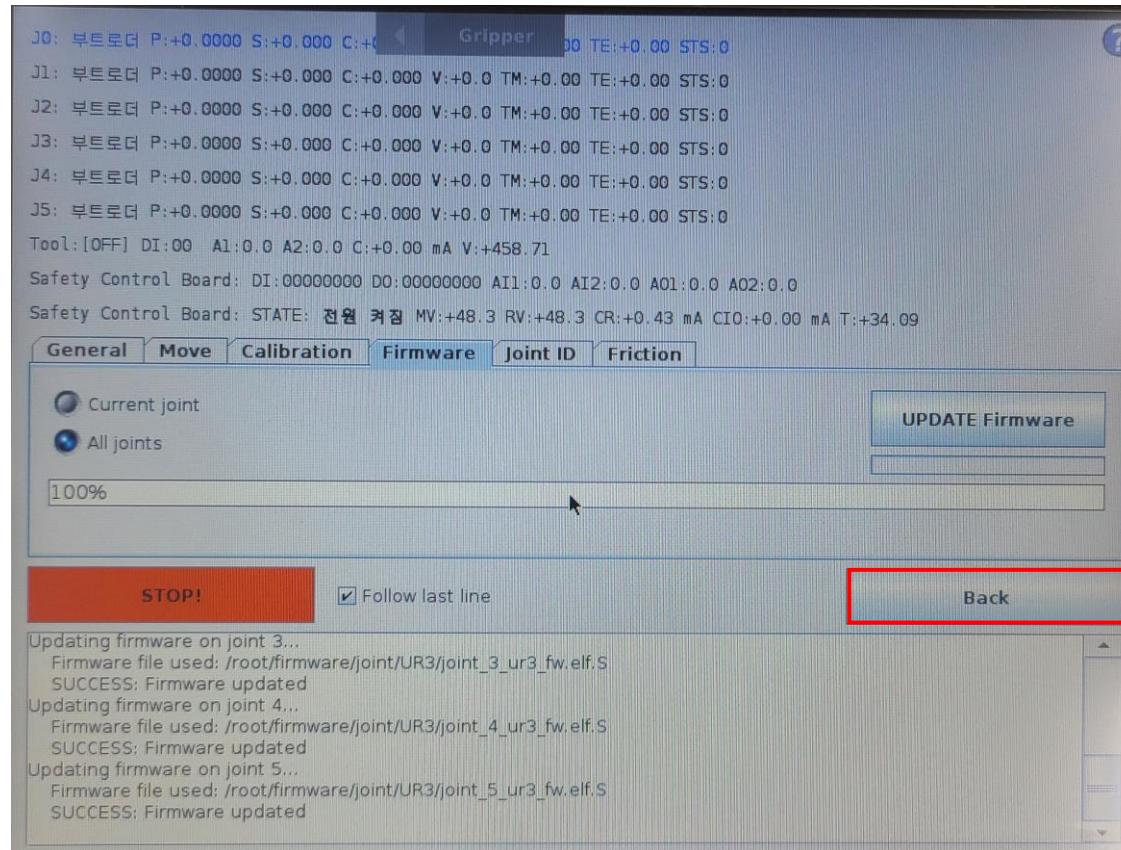 J0: 부트로더 P:+0.0000 S:+0.000 C:+ Gripper TE:+0.00 STS:0
J1: 부트로더 P:+0.0000 S:+0.000 C:+0.000 V:+0.0 TM:+0.00 TE:+0.00 STS:0
J2: 부트로더 P:+0.0000 S:+0.000 C:+0.000 V:+0.0 TM:+0.00 TE:+0.00 STS:0
J3: 부트로더 P:+0.0000 S:+0.000 C:+0.000 V:+0.0 TM:+0.00 TE:+0.00 STS:0
J4: 부트로더 P:+0.0000 S:+0.000 C:+0.000 V:+0.0 TM:+0.00 TE:+0.00 STS:0
J5: 부트로더 P:+0.0000 S:+0.000 C:+0.000 V:+0.0 TM:+0.00 TE:+0.00 STS:0
Tool:[OFF] DI:00 A1:0.0 A2:0.0 C:+0.00 mA V:+458.71
Safety Control Board: DI:00000000 DO:00000000 AI1:0.0 AI2:0.0 AO1:0.0 AO2:0.0
Safety Control Board: STATE: 전원 켜짐 MV:+48.3 RV:+48.3 CR:+0.43 mA CIO:+0.00 mA T:+34.09
General Move Calibration Firmware Joint ID Friction
Current joint
UPDATE Firmware
All joints
100%
STOP! Follow last line Back
Updating firmware on joint 3...
Firmware file used: /root/firmware/joint/UR3/joint_3_ur3_fw.elf.S
SUCCESS: Firmware updated
Updating firmware on joint 4...
Firmware file used: /root/firmware/joint/UR3/joint_4_ur3_fw.elf.S
SUCCESS: Firmware updated
Updating firmware on joint 5...
Firmware file used: /root/firmware/joint/UR3/joint_5_ur3_fw.elf.S
SUCCESS: Firmware updated